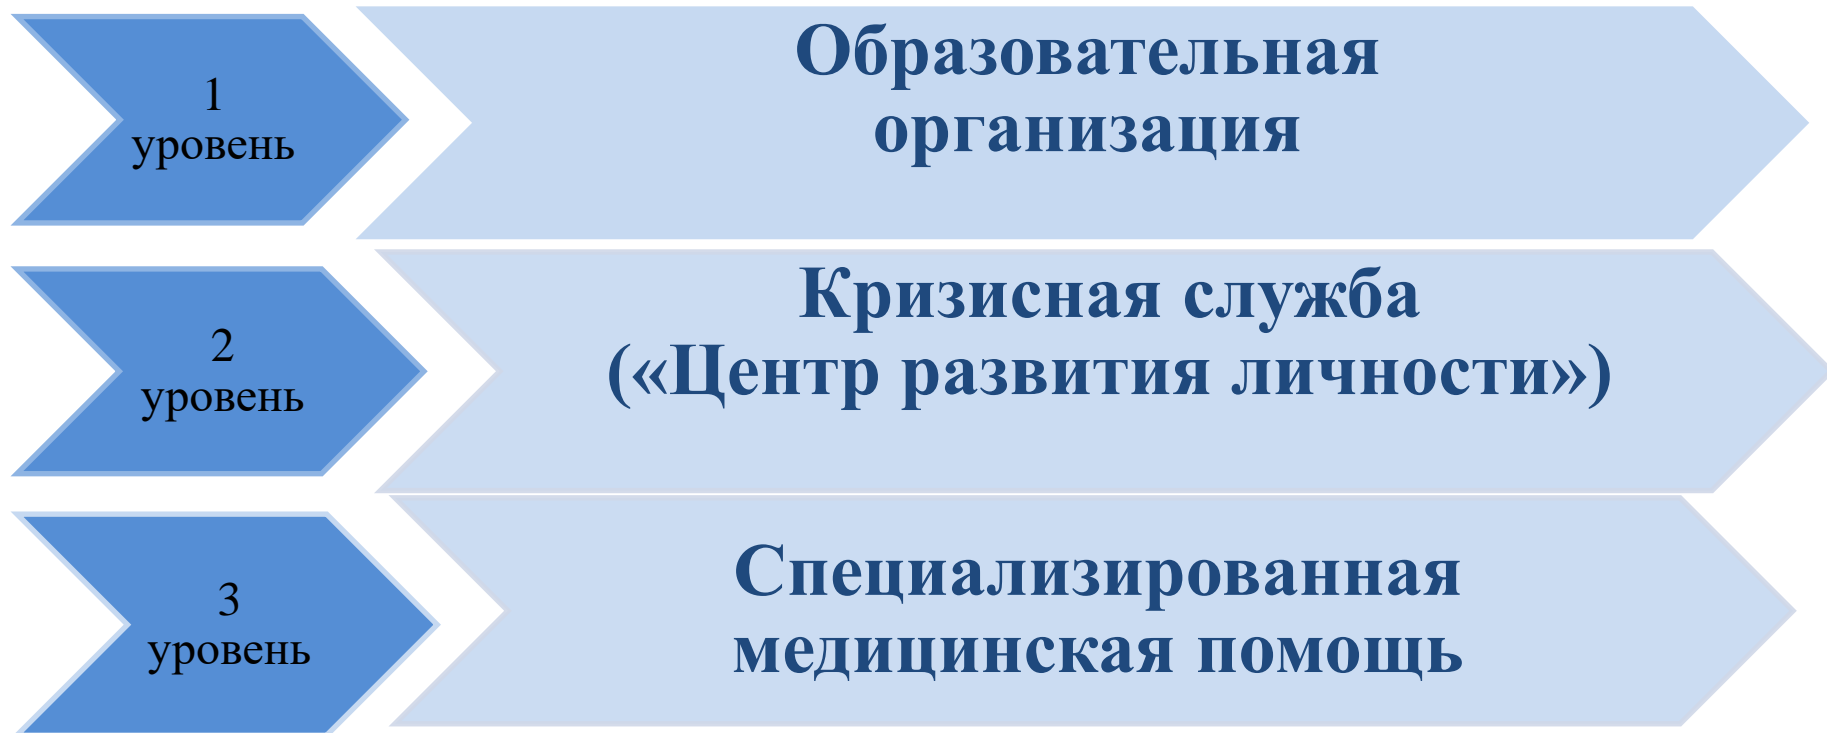 1
уровень
Образовательная
организация
2
уровень
Кризисная служба
(«Центр развития личности»)
3
уровень
Специализированная
медицинская помощь